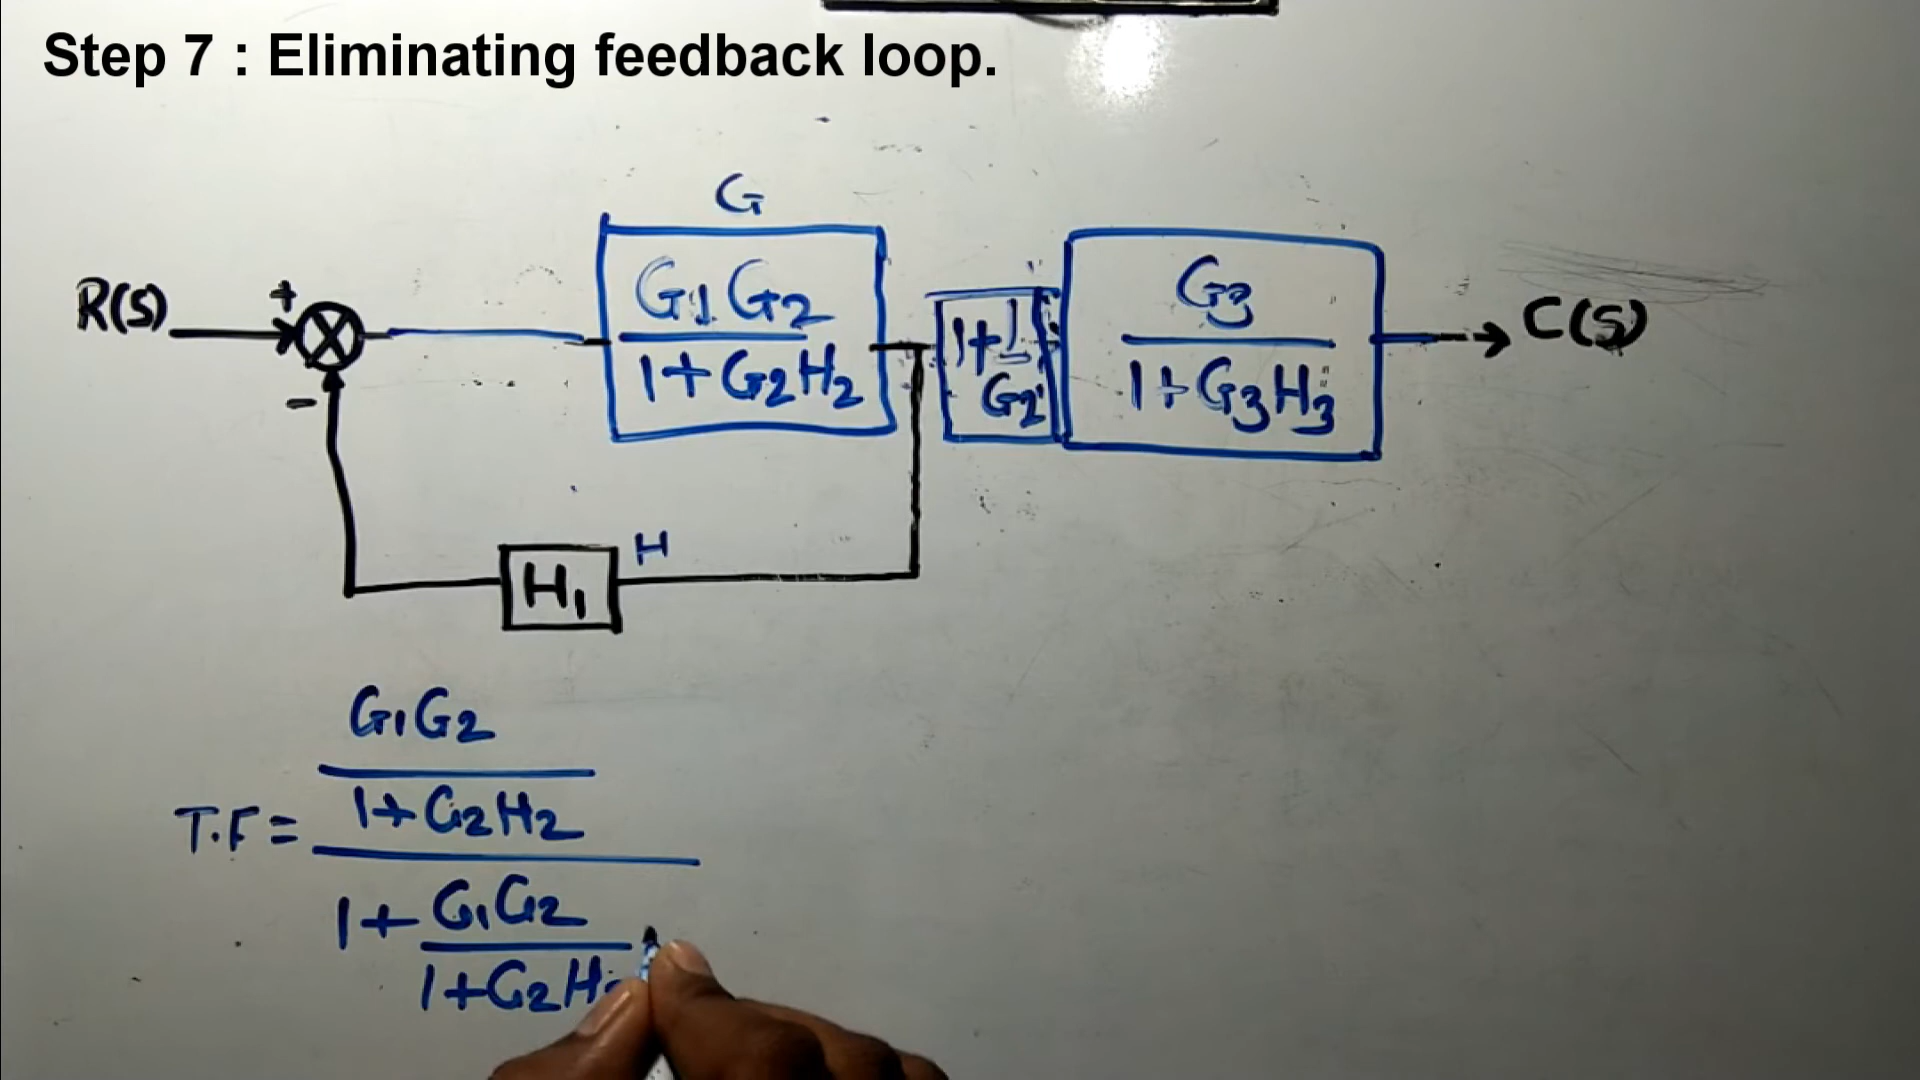 Step 7 : Eliminating feedback loop.
G
R(S)
+
-
G1 G2
1+G2H2
1+1
G2
G3
1+G3H3
C(S)
H
H1
G1G2
1+G2H2
T.F=
1+ G1G2
1+G2H